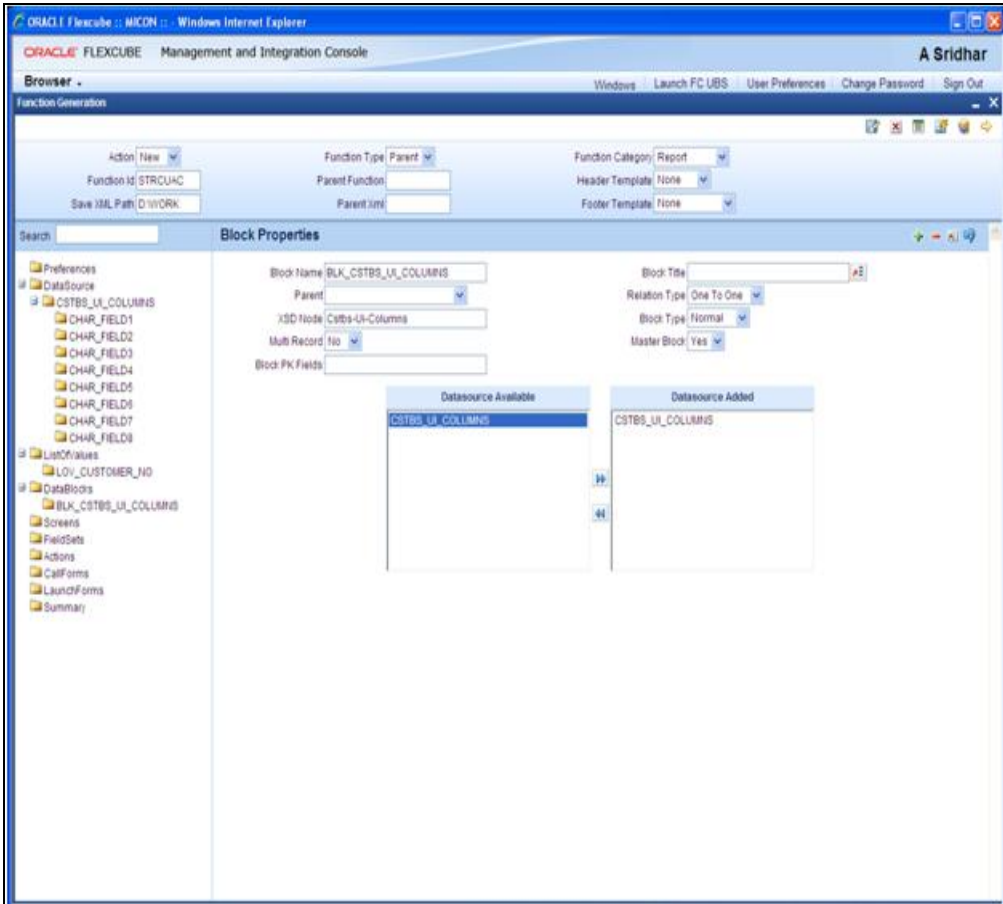 ORACLE Flexcube :: MICON :: - Windows Internet Explorer
ORACLE FLEXCUBE Management and Integration Console A Sridhar
Browser . Windows Launch FC UBS User Preferences Change Password Sign Out
Function Generation
Action New Function Type Parent Function Category Report
Function Id STRCUAC Parent Function Header Template None
Save XML Path D:\WORK Parent Xml Footer Template None
Search Block Properties
Preferences
DataSource
CSTBS_UI_COLUMNS
CHAR_FIELD1
CHAR_FIELD2
CHAR_FIELD3
CHAR_FIELD4
CHAR_FIELD5
CHAR_FIELD6
CHAR_FIELD7
CHAR_FIELD8
ListOfValues
LOV_CUSTOMER_NO
DataBlocks
BLK_CSTBS_UI_COLUMNS
Screens
FieldSets
Actions
CallForms
LaunchForms
Summary
Block Name BLK_CSTBS_UI_COLUMNS Block Title
Parent Relation Type One To One
XSD Node Cstbs-Ui-Columns Block Type Normal
Multi Record No Master Block Yes
Block PK Fields
Datasource Available Datasource Added
CSTBS_UI_COLUMNS CSTBS_UI_COLUMNS